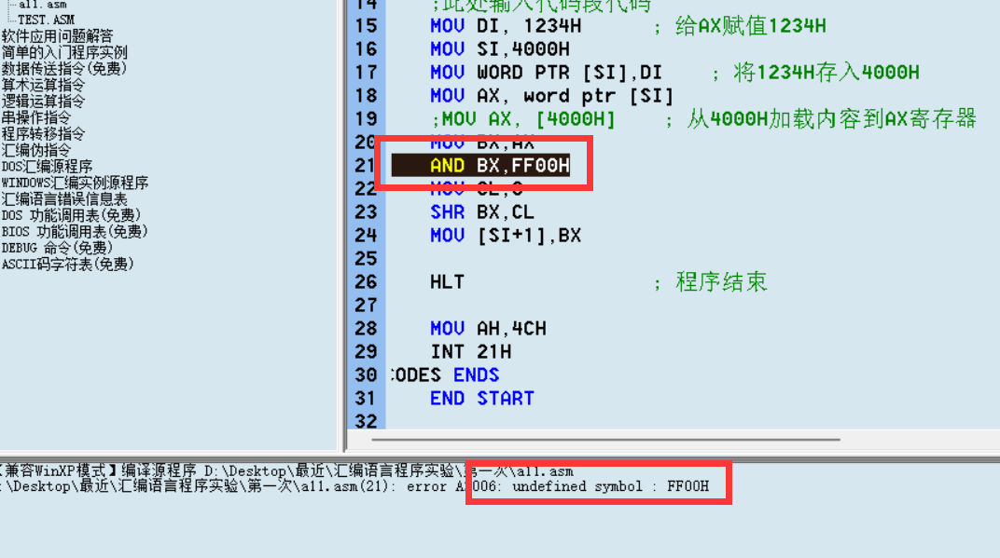 all.asm
TEST.ASM
软件应用问题解答
简单的入门程序实例
数据传送指令(免费)
算术运算指令
逻辑运算指令
串操作指令
程序转移指令
汇编伪指令
DOS汇编源程序
WINDOWS汇编实例源程序
汇编语言错误信息表
DOS 功能调用表(免费)
BIOS 功能调用表(免费)
DEBUG 命令(免费)
ASCII码字符表(免费)
14 ;此处输入代码段代码
15 MOV DI, 1234H ; 给AX赋值1234H
16 MOV SI,4000H
17 MOV WORD PTR [SI],DI ; 将1234H存入4000H
18 MOV AX, word ptr [SI]
19 ;MOV AX, [4000H] ; 从4000H加载内容到AX寄存器
20 MOV BX,AX
21 AND BX,FF00H
22 MOV CL,
23 SHR BX,CL
24 MOV [SI+1],BX
25
26 HLT ; 程序结束
27
28 MOV AH,4CH
29 INT 21H
30 CODES ENDS
31 END START
32
【兼容WinXP模式】编译源程序 D:\Desktop\最近\汇编语言程序实验\第一次\all.asm
:\Desktop\最近\汇编语言程序实验\第一次\all.asm(21): error A2006: undefined symbol : FF00H